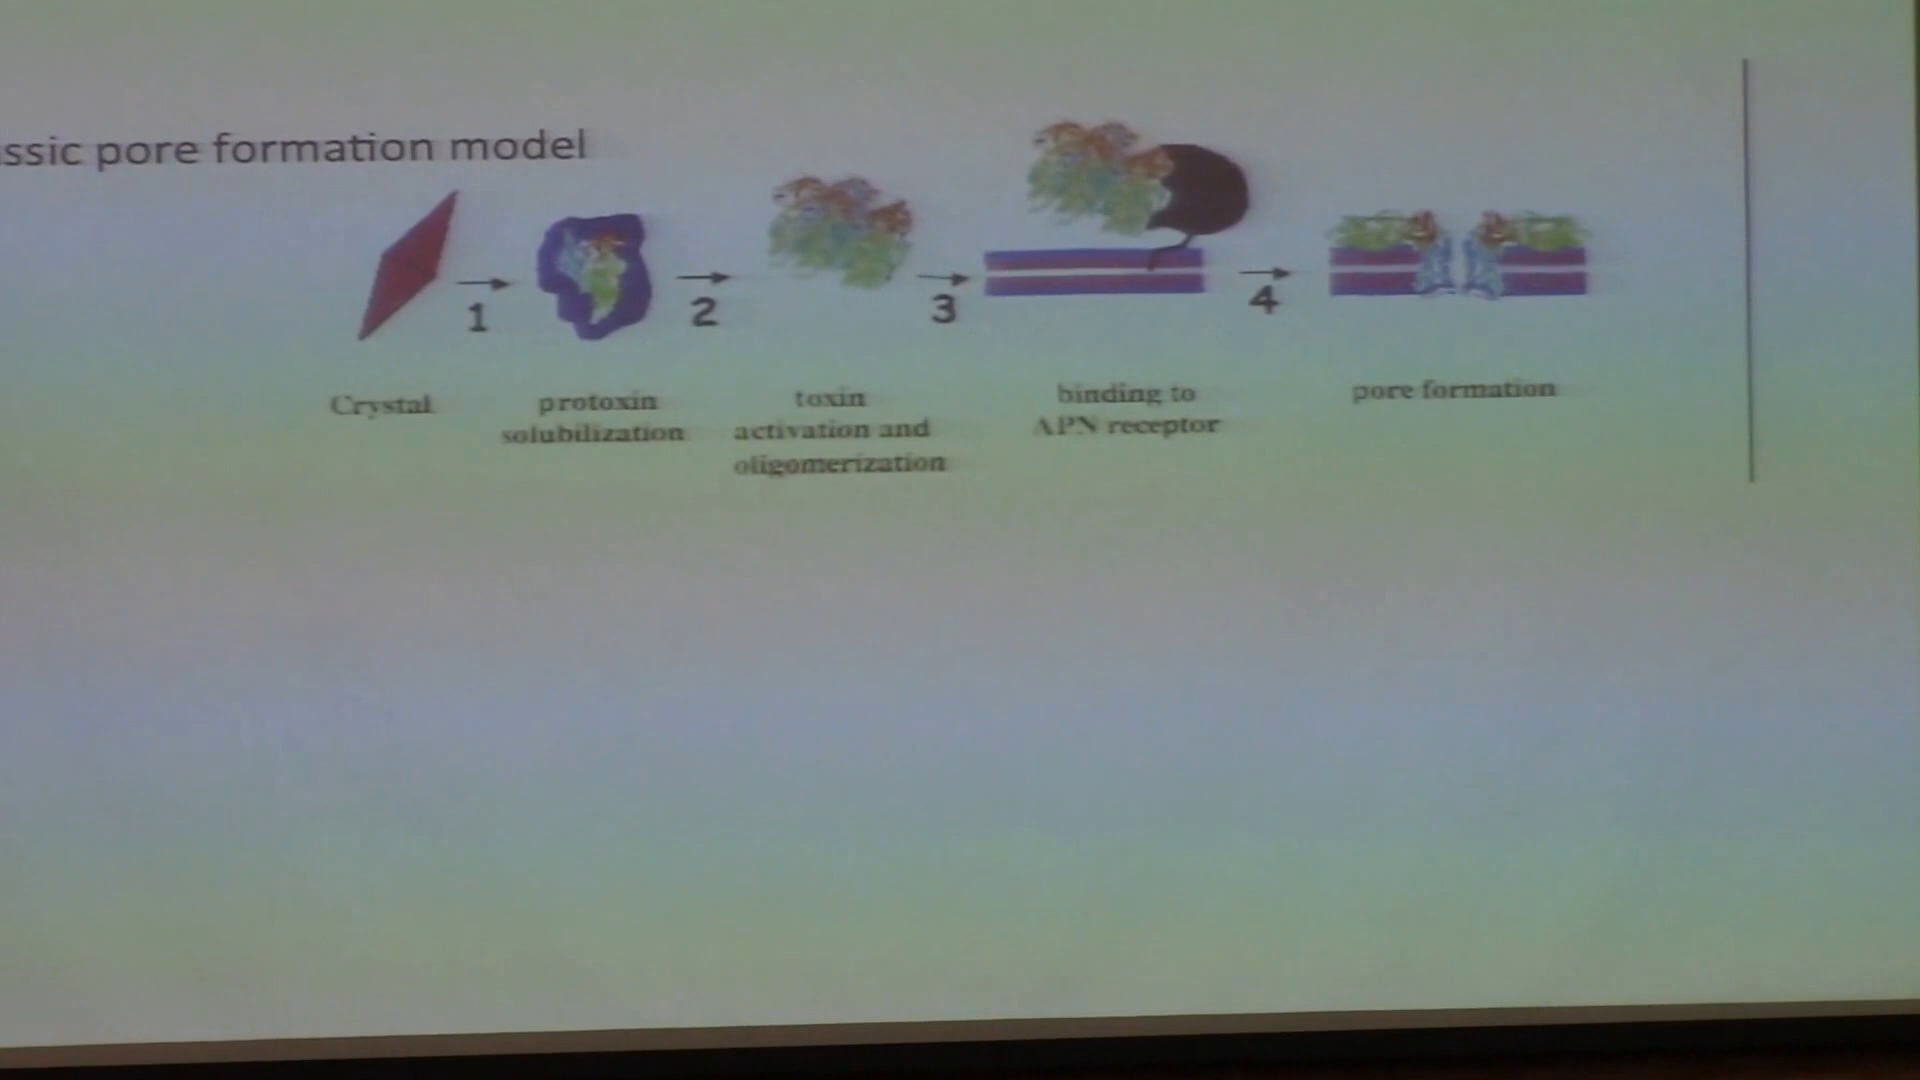 ssic pore formation model
1
2
3
4
Crystal
protoxin
solubilization
toxin
activation and
oligomerization
binding to
APN receptor
pore formation